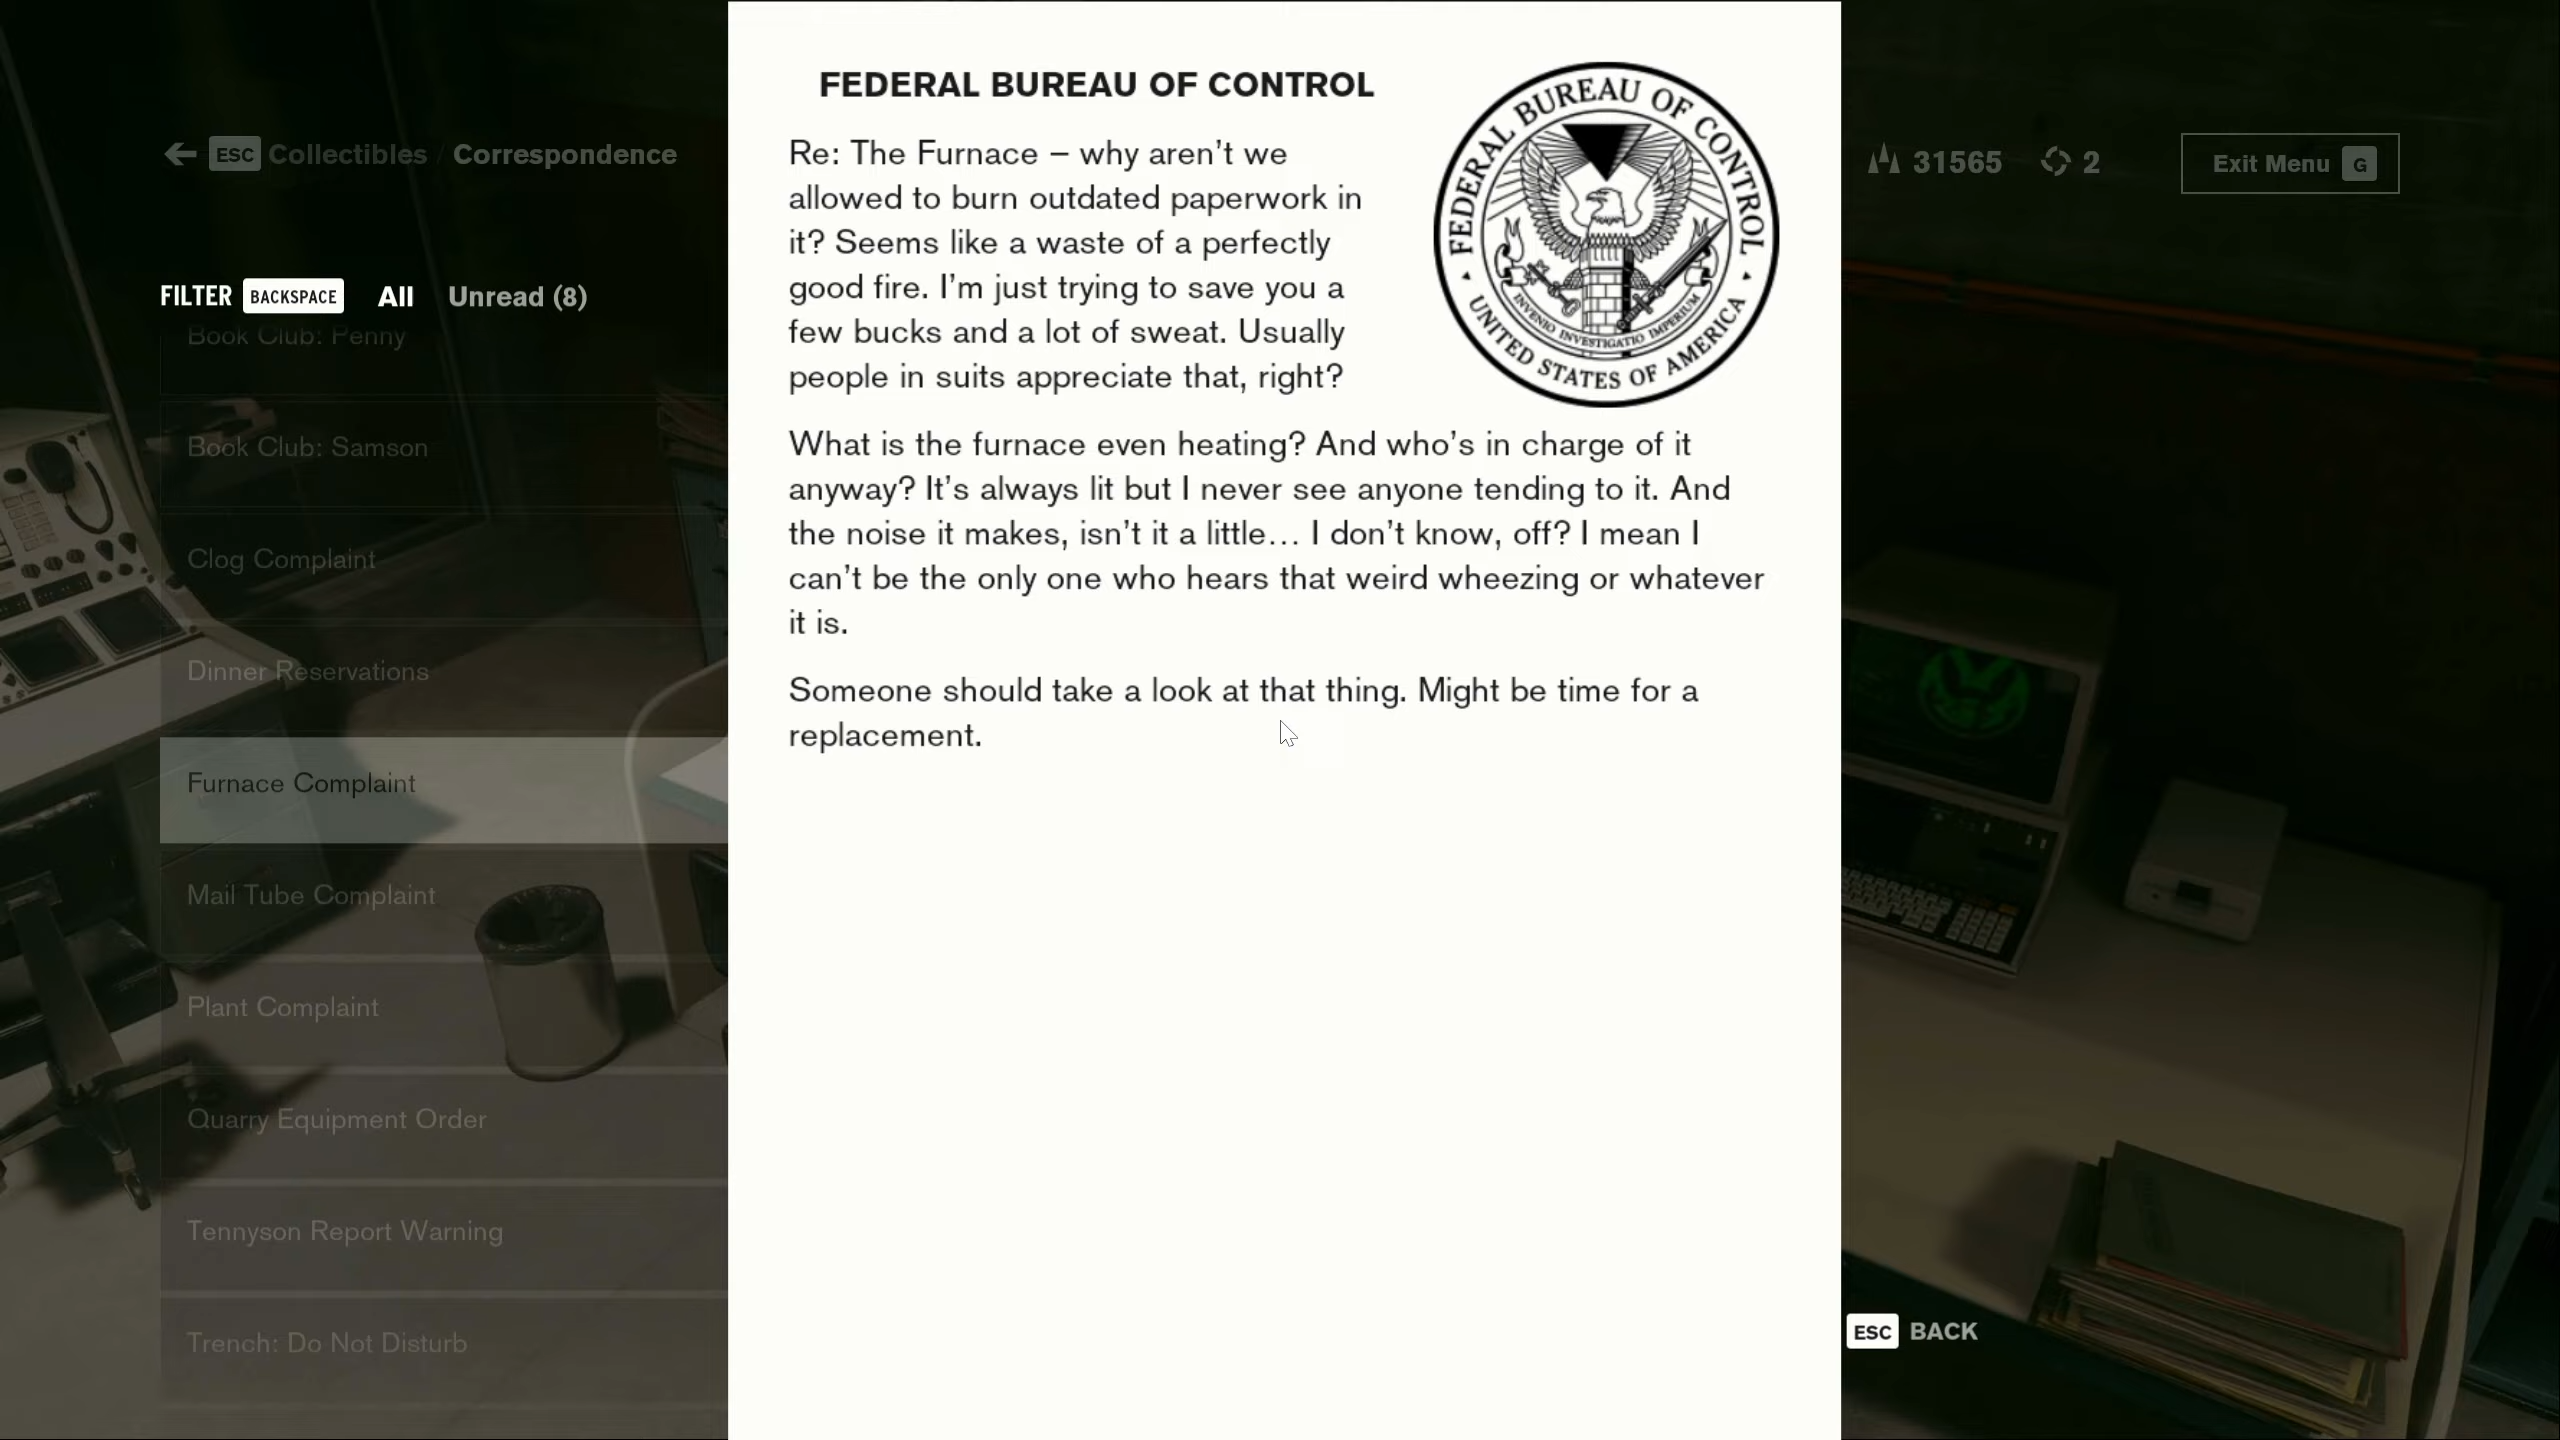 FEDERAL BUREAU OF CONTROL
FEDERAL BUREAU OF CONTROL
UNITED STATES OF AMERICA
INVENIO INVESTIGATIO IMPERIUM
Re: The Furnace – why aren’t we
allowed to burn outdated paperwork in
it? Seems like a waste of a perfectly
good fire. I’m just trying to save you a
few bucks and a lot of sweat. Usually
people in suits appreciate that, right?
What is the furnace even heating? And who’s in charge of it
anyway? It’s always lit but I never see anyone tending to it. And
the noise it makes, isn’t it a little... I don’t know, off? I mean I
can’t be the only one who hears that weird wheezing or whatever
it is.
Someone should take a look at that thing. Might be time for a
replacement.
ESC Collectibles / Correspondence
31565 2
Exit Menu G
FILTER BACKSPACE All Unread (8)
Book Club: Penny
Book Club: Samson
Clog Complaint
Dinner Reservations
Furnace Complaint
Mail Tube Complaint
Plant Complaint
Quarry Equipment Order
Tennyson Report Warning
Trench: Do Not Disturb
ESC BACK